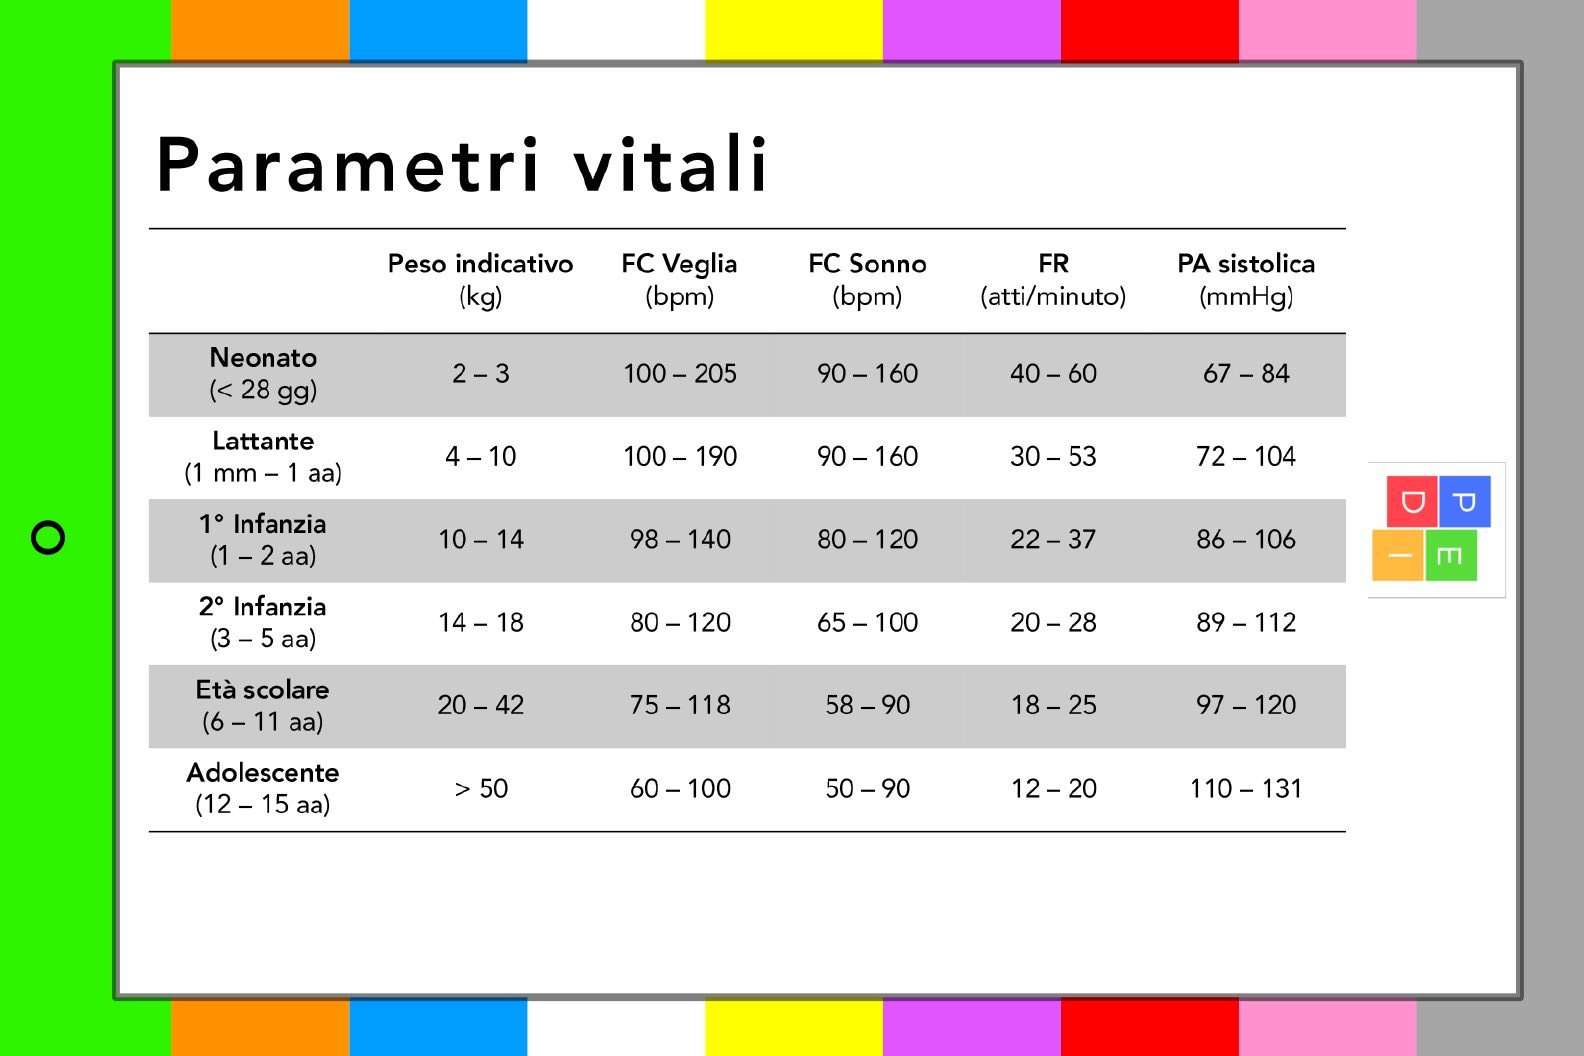 Parametri vitali
Peso indicativo FC Veglia FC Sonno FR PA sistolica
(kg) (bpm) (bpm) (atti/minuto) (mmHg)
Neonato
(< 28 gg) 2 – 3 100 – 205 90 – 160 40 – 60 67 – 84
Lattante
(1 mm – 1 aa) 4 – 10 100 – 190 90 – 160 30 – 53 72 – 104
1° Infanzia
(1 – 2 aa) 10 – 14 98 – 140 80 – 120 22 – 37 86 – 106
2° Infanzia
(3 – 5 aa) 14 – 18 80 – 120 65 – 100 20 – 28 89 – 112
Età scolare
(6 – 11 aa) 20 – 42 75 – 118 58 – 90 18 – 25 97 – 120
Adolescente
(12 – 15 aa) > 50 60 – 100 50 – 90 12 – 20 110 – 131
P E
D I